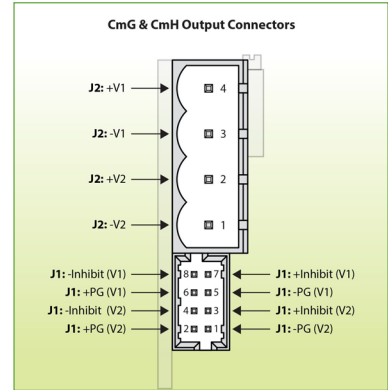 CmG & CmH Output Connectors
J2: +V1 4
J2: -V1 3
J2: +V2 2
J2: -V2 1
J1: -Inhibit (V1) 8 7 J1: +Inhibit (V1)
J1: +PG (V1) 6 5 J1: -PG (V1)
J1: -Inhibit (V2) 4 3 J1: +Inhibit (V2)
J1: +PG (V2) 2 1 J1: -PG (V2)